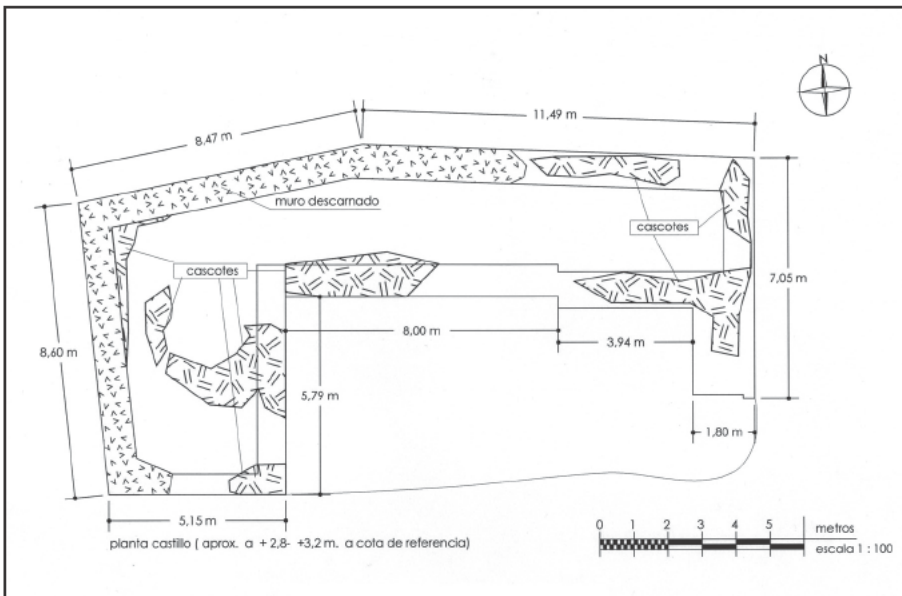 N
11,49 m
8,47 m
muro descarnado
cascotes
7,05 m
cascotes
8,00 m
3,94 m
8,60 m
5,79 m
1,80 m
5,15 m
0 1 2 3 4 5 metros
escala 1 : 100
planta castillo ( aprox. a + 2,8- +3,2 m. a cota de referencia)